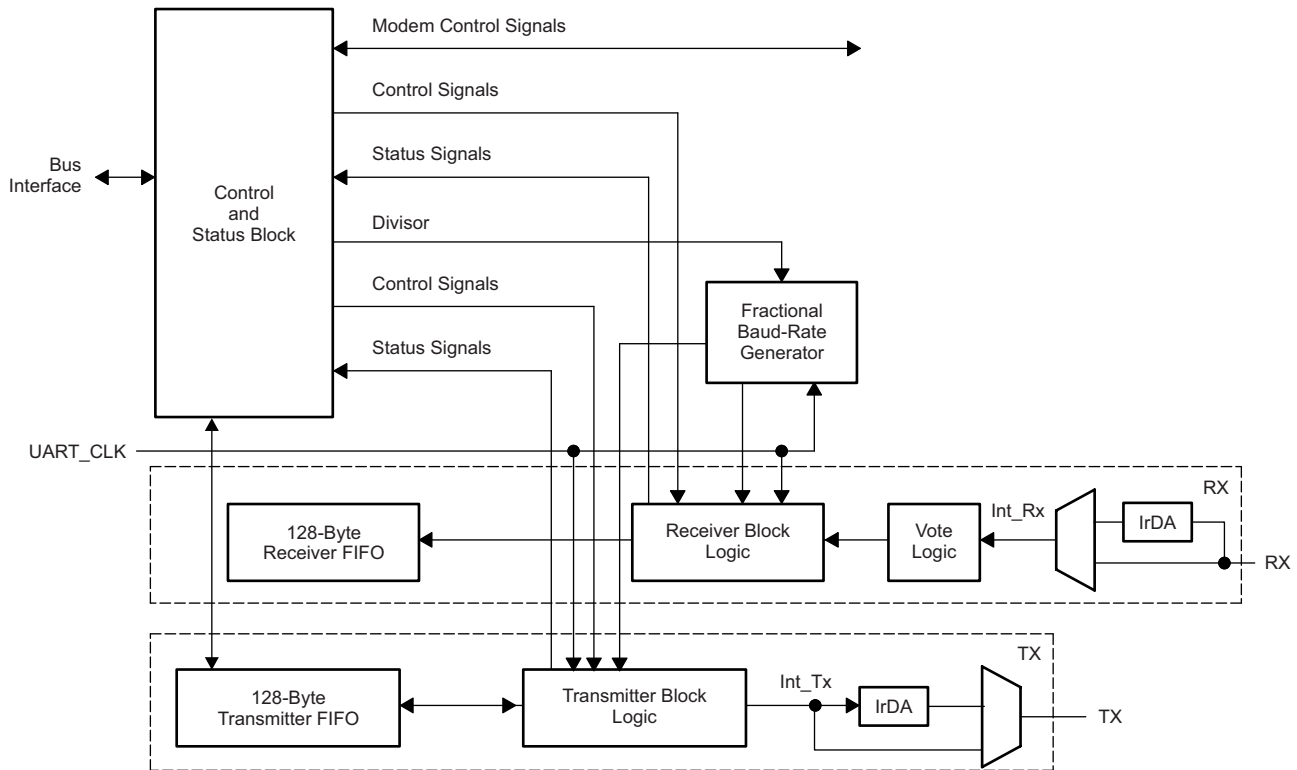 Modem Control Signals
Control Signals
Status Signals
Bus
Interface
Control
and
Status Block
Divisor
Control Signals
Fractional
Baud-Rate
Generator
Status Signals
UART_CLK
RX
128-Byte
Receiver FIFO
Receiver Block
Logic
Vote
Logic
Int_Rx
IrDA
RX
TX
128-Byte
Transmitter FIFO
Transmitter Block
Logic
Int_Tx
IrDA
TX